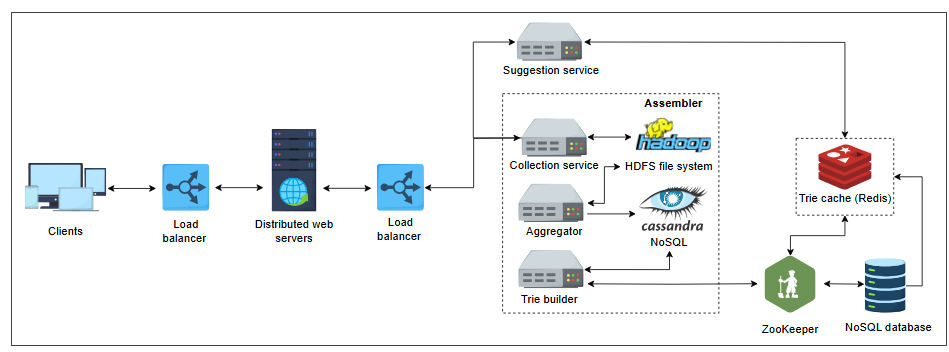 Suggestion service
Assembler
hadoop
Collection service
HDFS file system
Trie cache (Redis)
Clients
Load
balancer
Distributed web
servers
Load
balancer
Aggregator
cassandra
NoSQL
Trie builder
ZooKeeper
NoSQL database